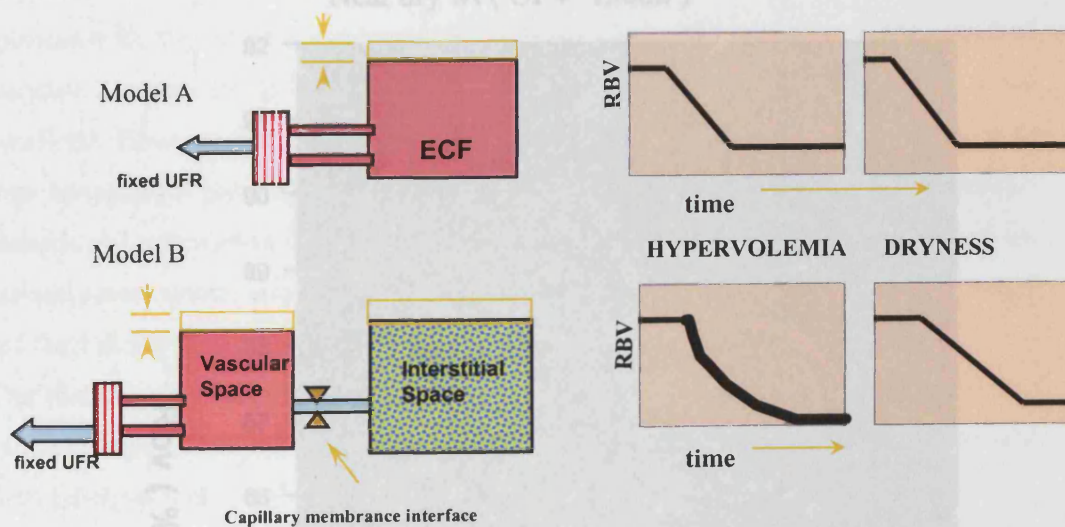 Model A
fixed UFR
ECF
RBV
time
HYPERVOLEMIA DRYNESS
Model B
fixed UFR
Vascular
Space
Interstitial
Space
RBV
time
Capillary membrance interface